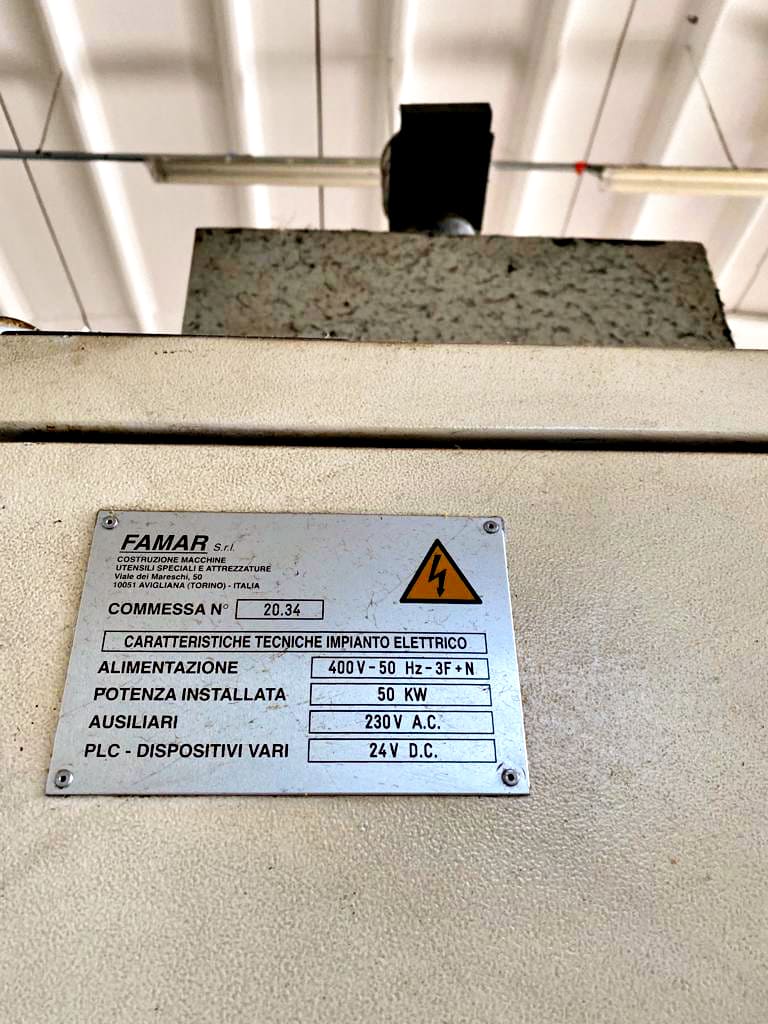 FAMAR S.r.l.
COSTRUZIONE MACCHINE
UTENSILI SPECIALI E ATTREZZATURE
Viale dei Mareschi, 50
10051 AVIGLIANA (TORINO) - ITALIA
COMMESSA N° 20.34
CARATTERISTICHE TECNICHE IMPIANTO ELETTRICO
ALIMENTAZIONE 400V-50 Hz-3F+N
POTENZA INSTALLATA 50 KW
AUSILIARI 230V A.C.
PLC - DISPOSITIVI VARI 24V D.C.